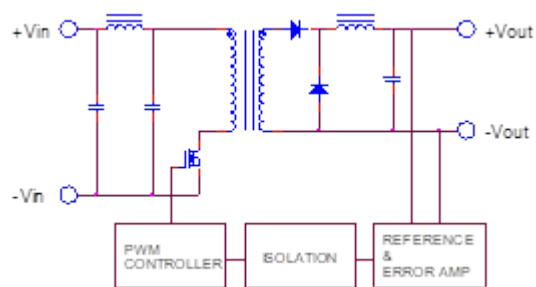 +Vin
+Vout
-Vout
-Vin
PWM
CONTROLLER
ISOLATION
REFERENCE
&
ERROR AMP